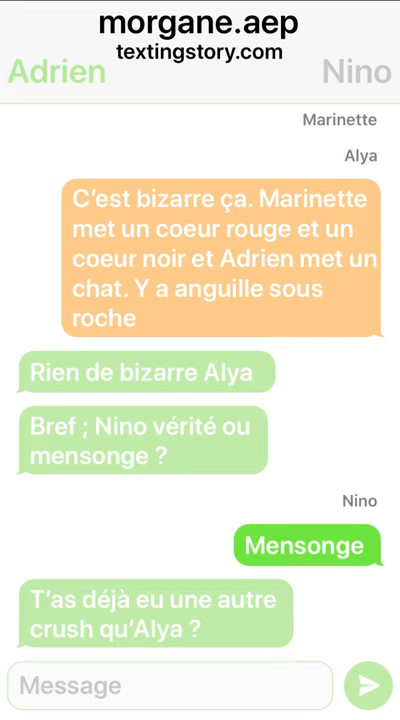 morgane.aep
textingstory.com
Adrien
Nino
Marinette
Alya
C’est bizarre ça. Marinette
met un coeur rouge et un
coeur noir et Adrien met un
chat. Y a anguille sous
roche
Rien de bizarre Alya
Bref ; Nino vérité ou
mensonge ?
Nino
Mensonge
T’as déjà eu une autre
crush qu’Alya ?
Message